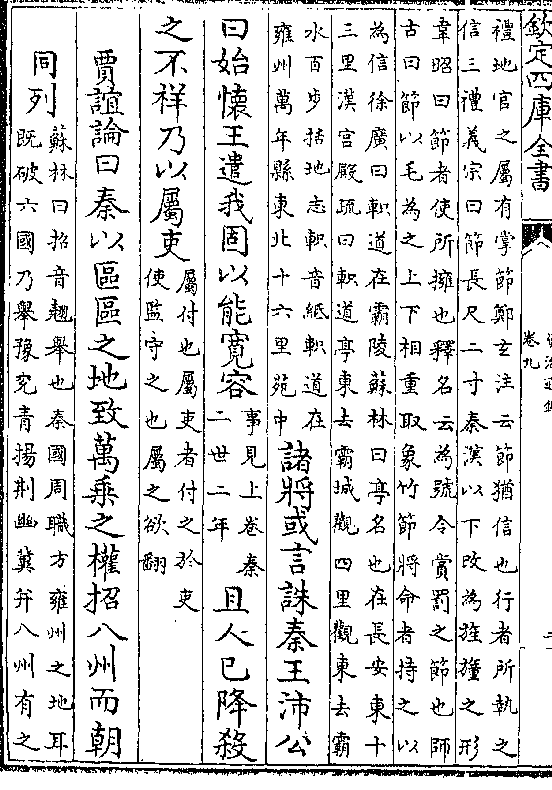 欽定四庫全書
卷九
禮地官之屬有掌節鄭玄注云節猶信也行者所執之
信三禮義宗曰節長尺二寸秦漢以下改為旌幢之形
韋昭曰節者使所擁也釋名云為號令賞罰之節也師
古曰節以毛為之上下相重取象竹節將命者持之以
為信徐廣曰軹道在霸陵蘇林曰亭名也在長安東十
三里漢宮殿疏曰軹道亭東去霸城觀四里觀東去霸
水百步括地志軹音紙軹道在
雍州萬年縣東北十六里苑中
諸將或言誅秦王沛公
曰始懷王遣我固以能寬容
事見上卷秦
二世二年
且人已降殺
之不祥乃以屬吏
屬付也屬吏者付之於吏
使監守之也屬之欲翻
賈誼論曰秦以區區之地致萬乘之權招八州而朝
同列
蘇林曰招音翹舉也秦國周職方雍州之地耳
既破六國乃舉豫兗青揚荊幽冀并八州有之